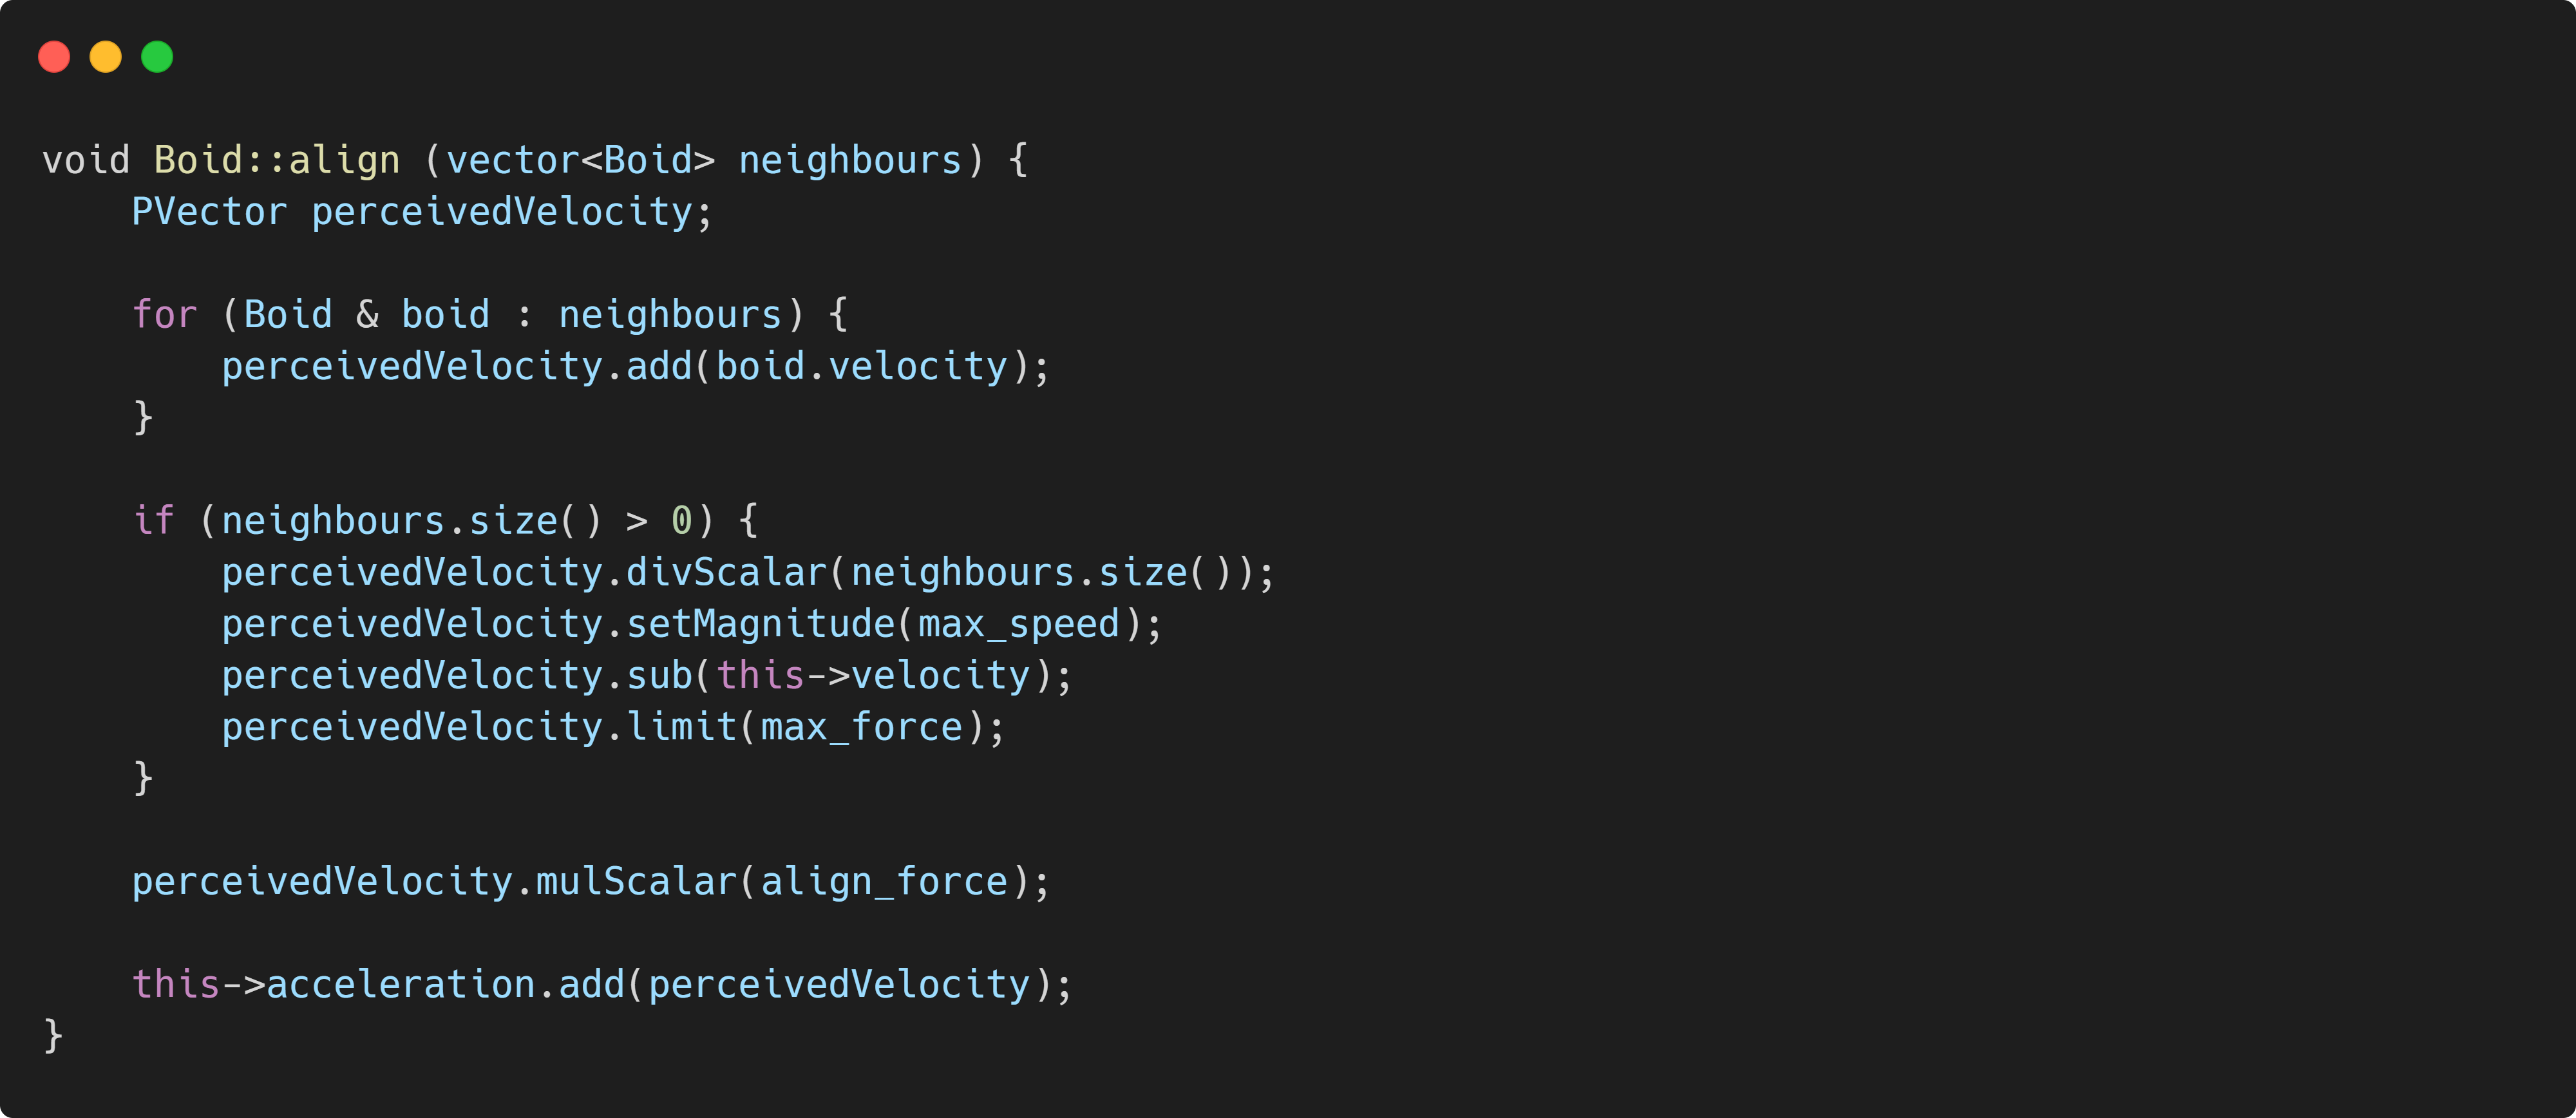 void Boid::align (vector<Boid> neighbours) {
    PVector perceivedVelocity;

    for (Boid & boid : neighbours) {
        perceivedVelocity.add(boid.velocity);
    }

    if (neighbours.size() > 0) {
        perceivedVelocity.divScalar(neighbours.size());
        perceivedVelocity.setMagnitude(max_speed);
        perceivedVelocity.sub(this->velocity);
        perceivedVelocity.limit(max_force);
    }

    perceivedVelocity.mulScalar(align_force);

    this->acceleration.add(perceivedVelocity);
}